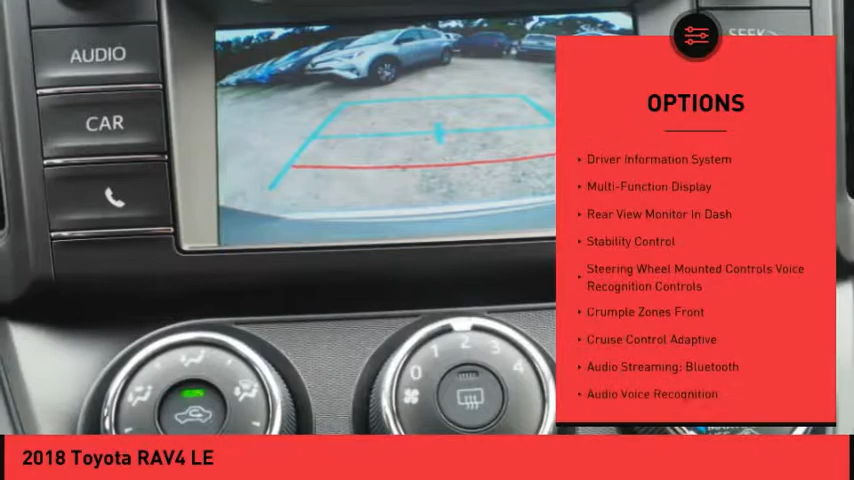 AUDIO
CAR
SEEK>
OPTIONS
Driver Information System
Multi-Function Display
Rear View Monitor In Dash
Stability Control
Steering Wheel Mounted Controls Voice
Recognition Controls
Crumple Zones Front
Cruise Control Adaptive
Audio Streaming: Bluetooth
Audio Voice Recognition
0 1 2 3 4
2018 Toyota RAV4 LE